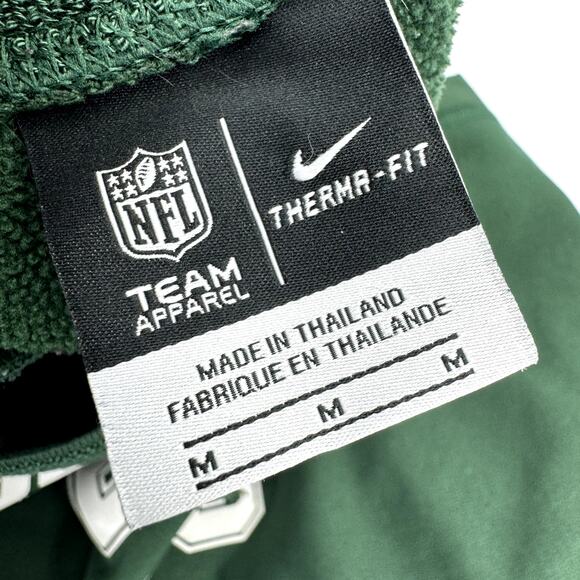 NFL
TEAM
APPAREL
THERMA-FIT
MADE IN THAILAND
FABRIQUE EN THAILANDE
M
M
M